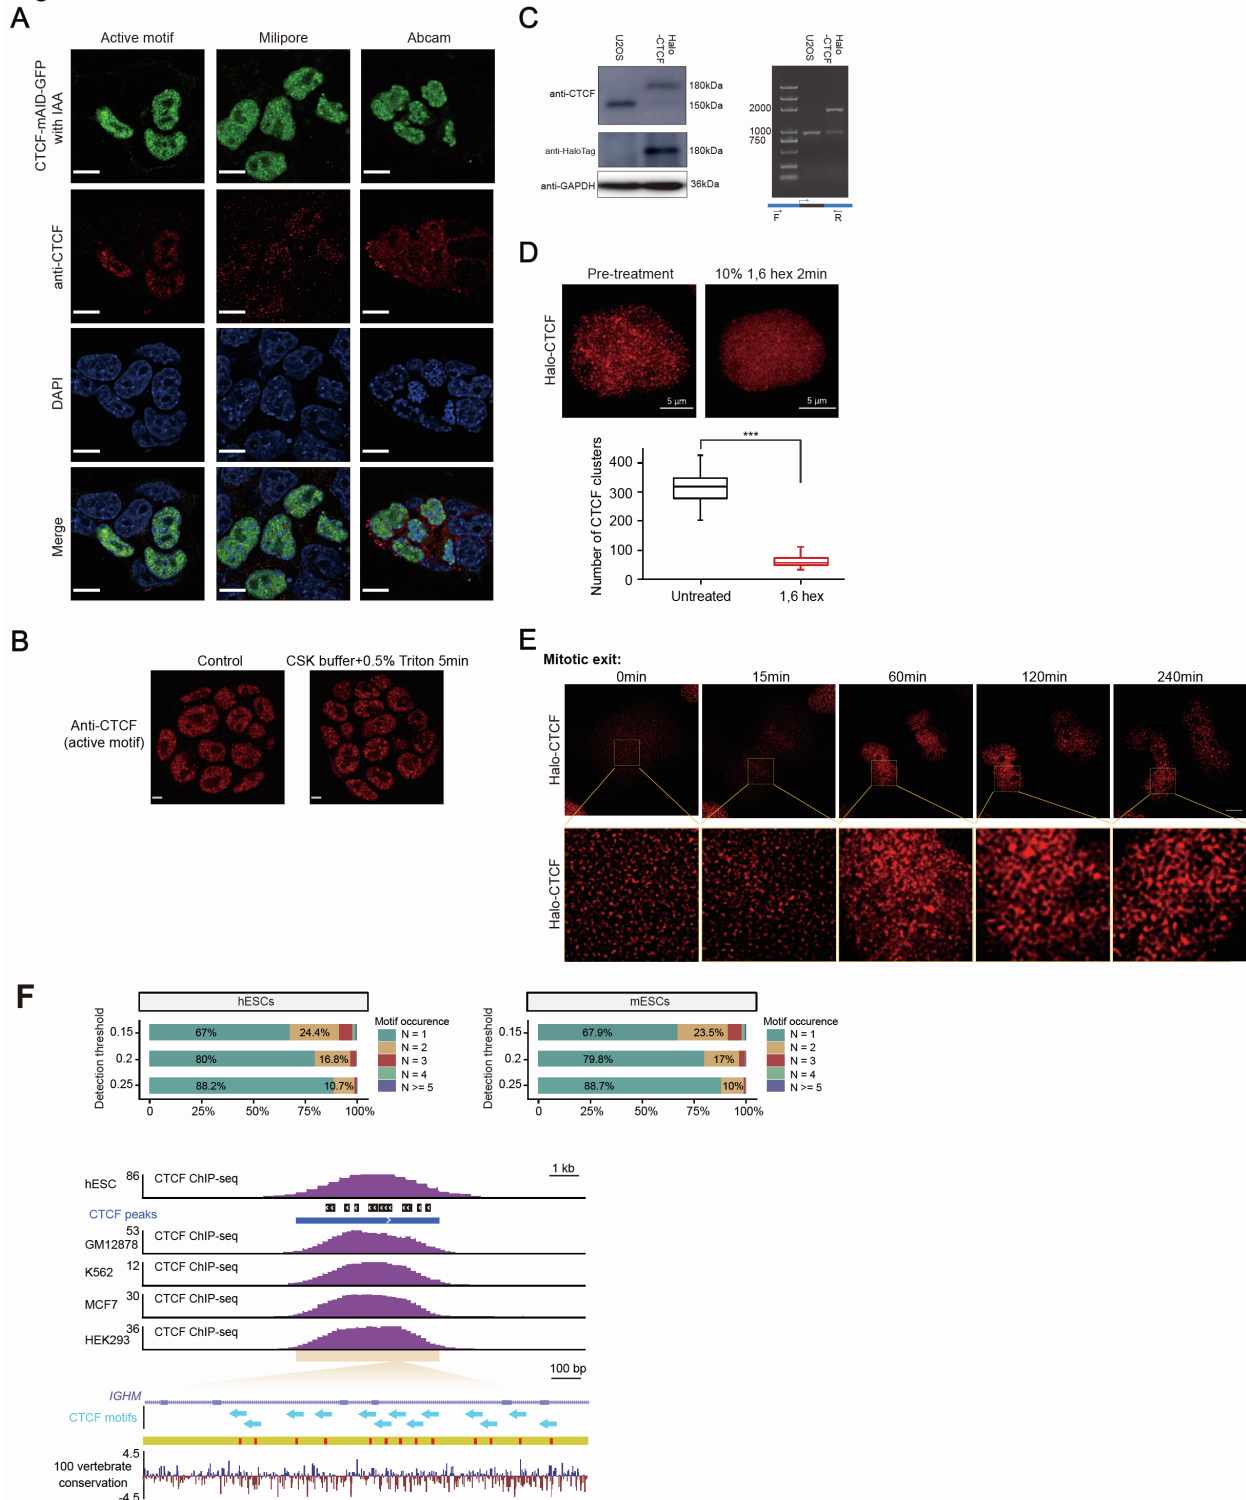 A
Active motif
Milipore
Abcam
CTCF-mAID-GFP
with IAA
anti-CTCF
DAPI
Merge
B
Control
CSK buffer+0.5% Triton 5min
Anti-CTCF
(active motif)
C
U2OS
Halo
-CTCF
anti-CTCF
180kDa
150kDa
anti-HaloTag
180kDa
anti-GAPDH
36kDa
U2OS
Halo
-CTCF
2000
1000
750
F
R
D
Pre-treatment
10% 1,6 hex 2min
Halo-CTCF
5 µm
5 µm
Number of CTCF clusters
400
300
200
100
0
***
Untreated
1,6 hex
E
Mitotic exit:
0min
15min
60min
120min
240min
Halo-CTCF
Halo-CTCF
F
hESCs
Detection threshold
0.15
67%
24.4%
0.2
80%
16.8%
0.25
88.2%
10.7%
0
25%
50%
75%
100%
Motif occurence
N = 1
N = 2
N = 3
N = 4
N >= 5
mESCs
Detection threshold
0.15
67.9%
23.5%
0.2
79.8%
17%
0.25
88.7%
10%
0
25%
50%
75%
100%
Motif occurence
N = 1
N = 2
N = 3
N = 4
N >= 5
1 kb
hESC
86
CTCF ChIP-seq
CTCF peaks
GM12878
53
CTCF ChIP-seq
K562
12
CTCF ChIP-seq
MCF7
30
CTCF ChIP-seq
HEK293
36
CTCF ChIP-seq
100 bp
IGHM
CTCF motifs
4.5
100 vertebrate
conservation
-4.5